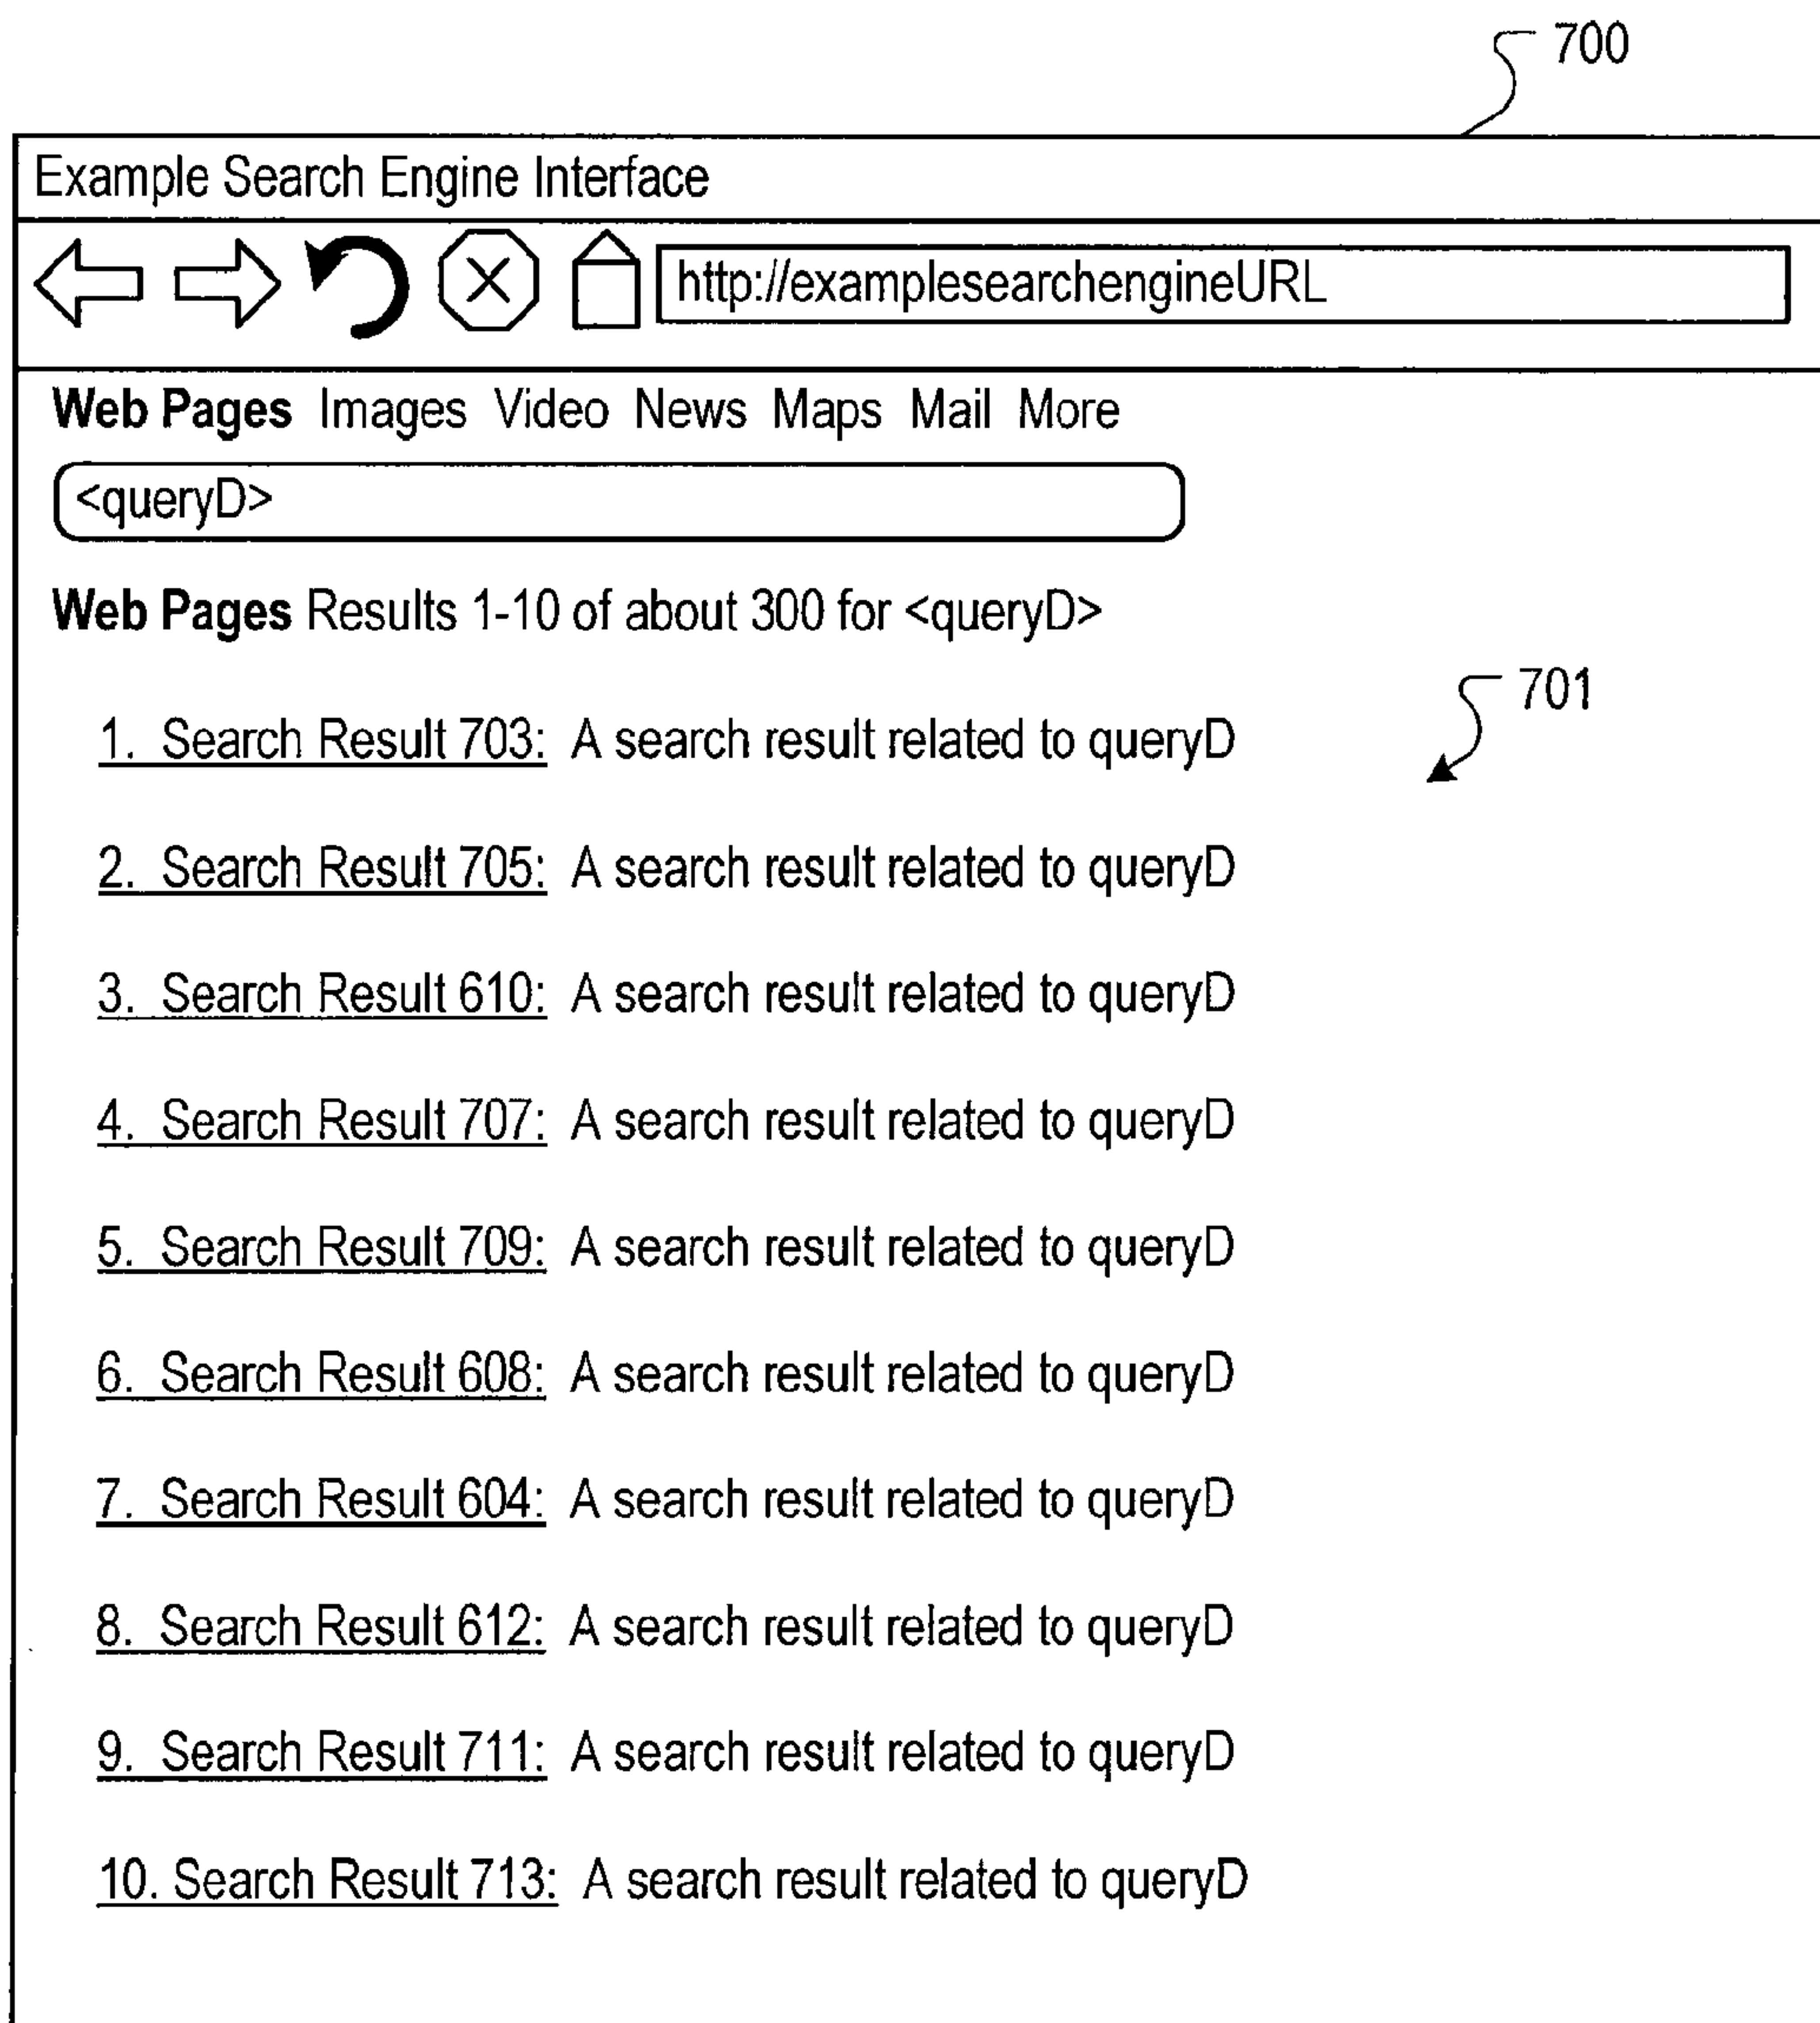 700
Example Search Engine Interface
http://examplesearchengineURL
Web Pages Images Video News Maps Mail More
<queryD>
Web Pages Results 1-10 of about 300 for <queryD>
701
1. Search Result 703: A search result related to queryD
2. Search Result 705: A search result related to queryD
3. Search Result 610: A search result related to queryD
4. Search Result 707: A search result related to queryD
5. Search Result 709: A search result related to queryD
6. Search Result 608: A search result related to queryD
7. Search Result 604: A search result related to queryD
8. Search Result 612: A search result related to queryD
9. Search Result 711: A search result related to queryD
10. Search Result 713: A search result related to queryD